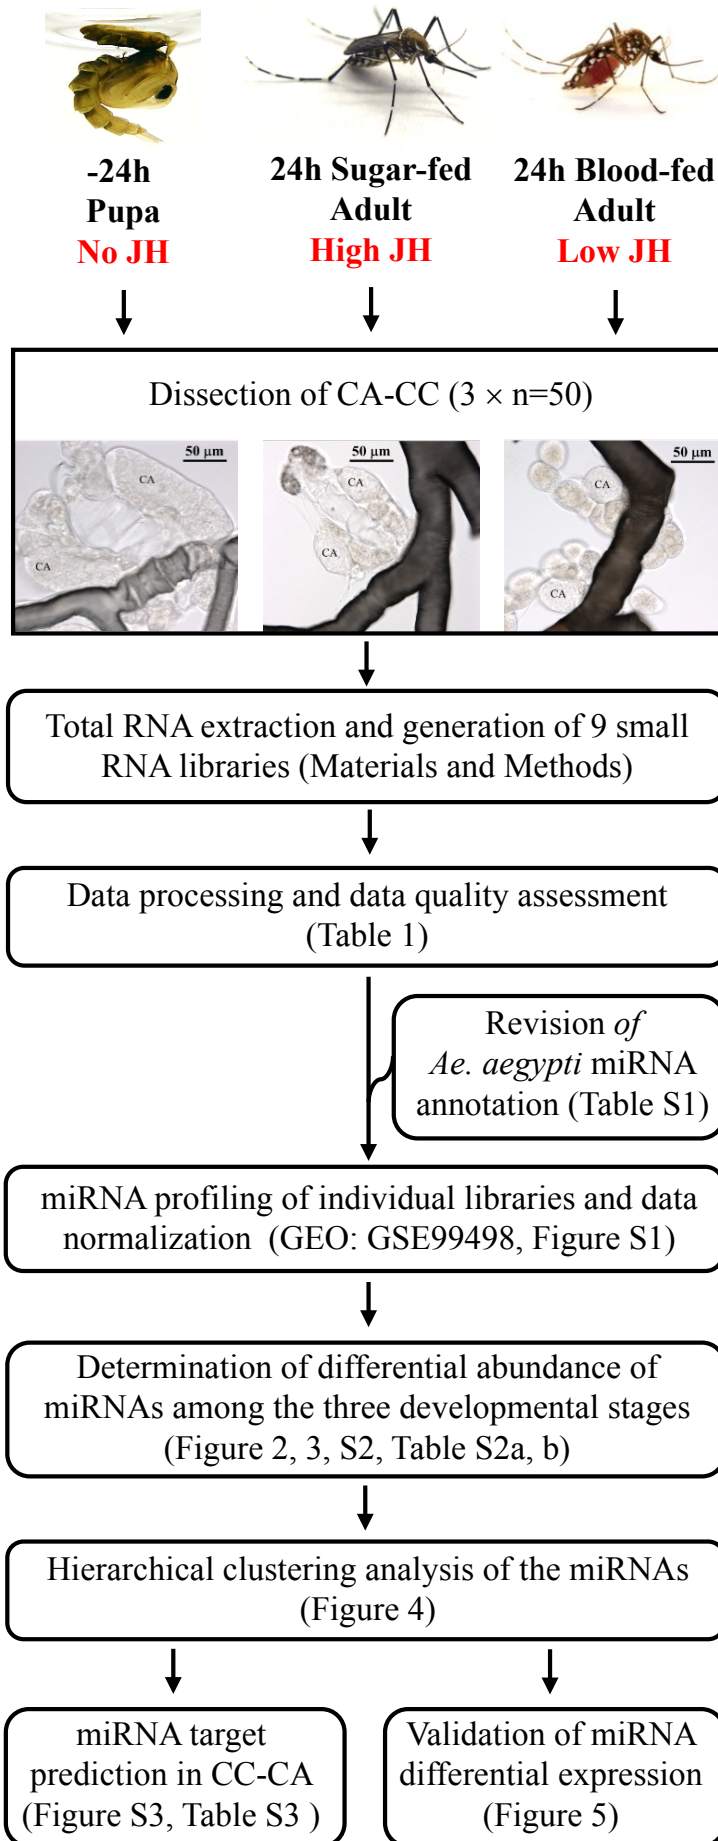 -24h
Pupa
No JH
24h Sugar-fed
Adult
High JH
24h Blood-fed
Adult
Low JH
Dissection of CA-CC (3 × n=50)
50 µm
CA
CA
50 µm
CA
CA
50 µm
CA
CA
Total RNA extraction and generation of 9 small
RNA libraries (Materials and Methods)
Data processing and data quality assessment
(Table 1)
Revision of
Ae. aegypti miRNA
annotation (Table S1)
miRNA profiling of individual libraries and data
normalization (GEO: GSE99498, Figure S1)
Determination of differential abundance of
miRNAs among the three developmental stages
(Figure 2, 3, S2, Table S2a, b)
Hierarchical clustering analysis of the miRNAs
(Figure 4)
miRNA target
prediction in CC-CA
(Figure S3, Table S3 )
Validation of miRNA
differential expression
(Figure 5)